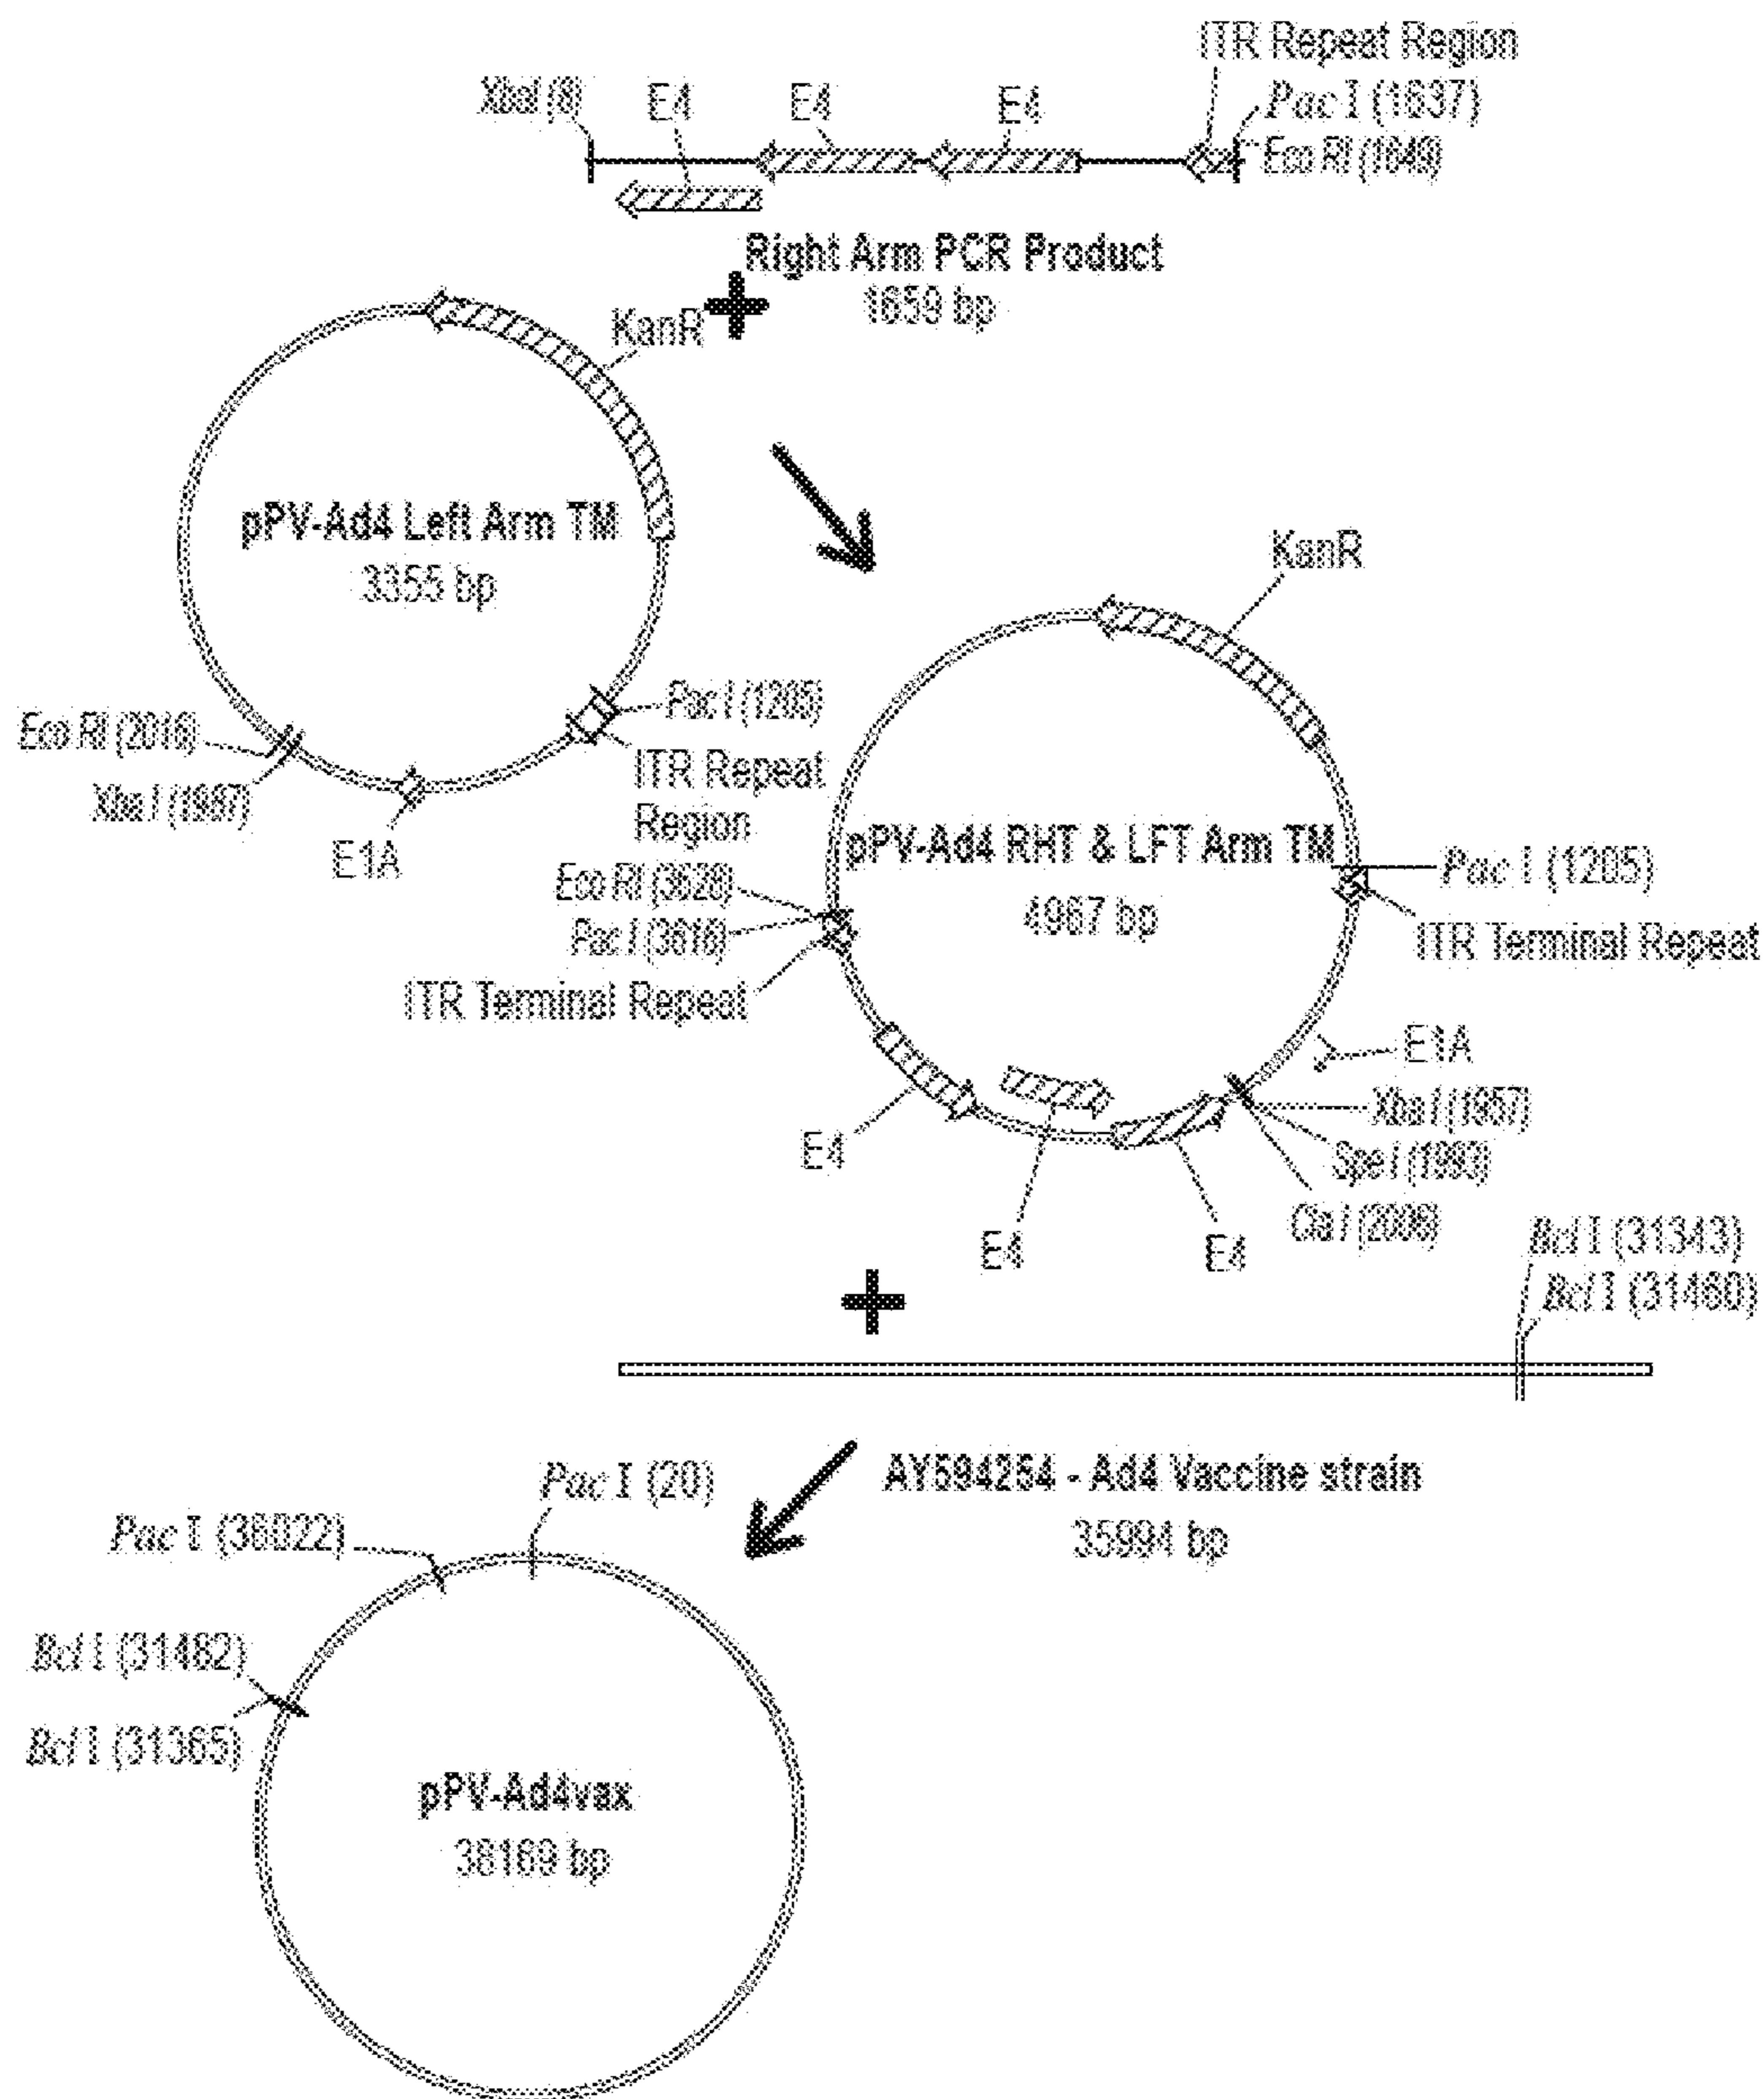 ITR Repeat Region
XbaI (8)
E4
E4
E4
Pac I (1637)
Eco RI (1649)
Right Arm PCR Product
1659 bp
KanR
pPV-Ad4 Left Arm TM
3355 bp
Pac I (1205)
Eco RI (2016)
Xba I (1987)
ITR Repeat
Region
E1A
KanR
pPV-Ad4 RHT & LFT Arm TM
4967 bp
Pac I (1205)
ITR Terminal Repeat
Eco RI (3628)
Pac I (3616)
ITR Terminal Repeat
E1A
Xba I (1987)
Spe I (1993)
Cla I (2006)
E4
E4
E4
Bcl I (31343)
Bcl I (31460)
AY594254 - Ad4 Vaccine strain
35994 bp
Pac I (20)
Pac I (36022)
Bcl I (31482)
Bcl I (31365)
pPV-Ad4vax
38169 bp